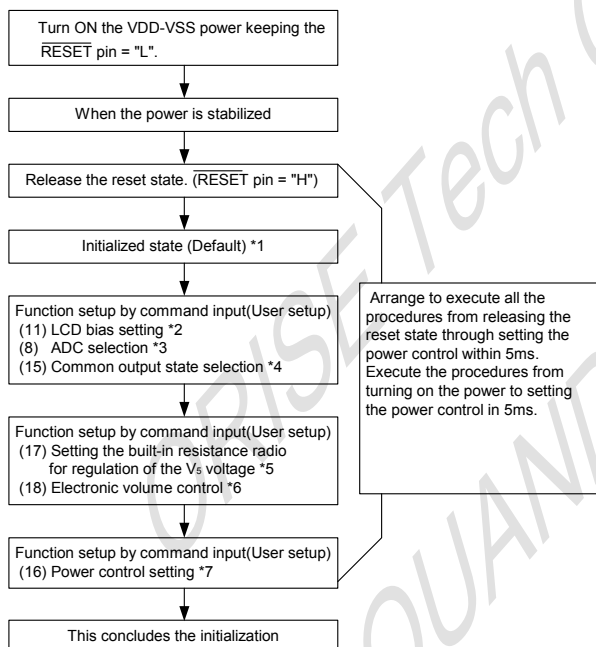 Turn ON the VDD-VSS power keeping the
RESET pin = "L".
When the power is stabilized
Release the reset state. (RESET pin = "H")
Initialized state (Default) *1
Function setup by command input(User setup)
(11) LCD bias setting *2
(8) ADC selection *3
(15) Common output state selection *4
Function setup by command input(User setup)
(17) Setting the built-in resistance radio
for regulation of the V5 voltage *5
(18) Electronic volume control *6
Function setup by command input(User setup)
(16) Power control setting *7
This concludes the initialization
Arrange to execute all the
procedures from releasing the
reset state through setting the
power control within 5ms.
Execute the procedures from
turning on the power to setting
the power control in 5ms.
ORISE Tech